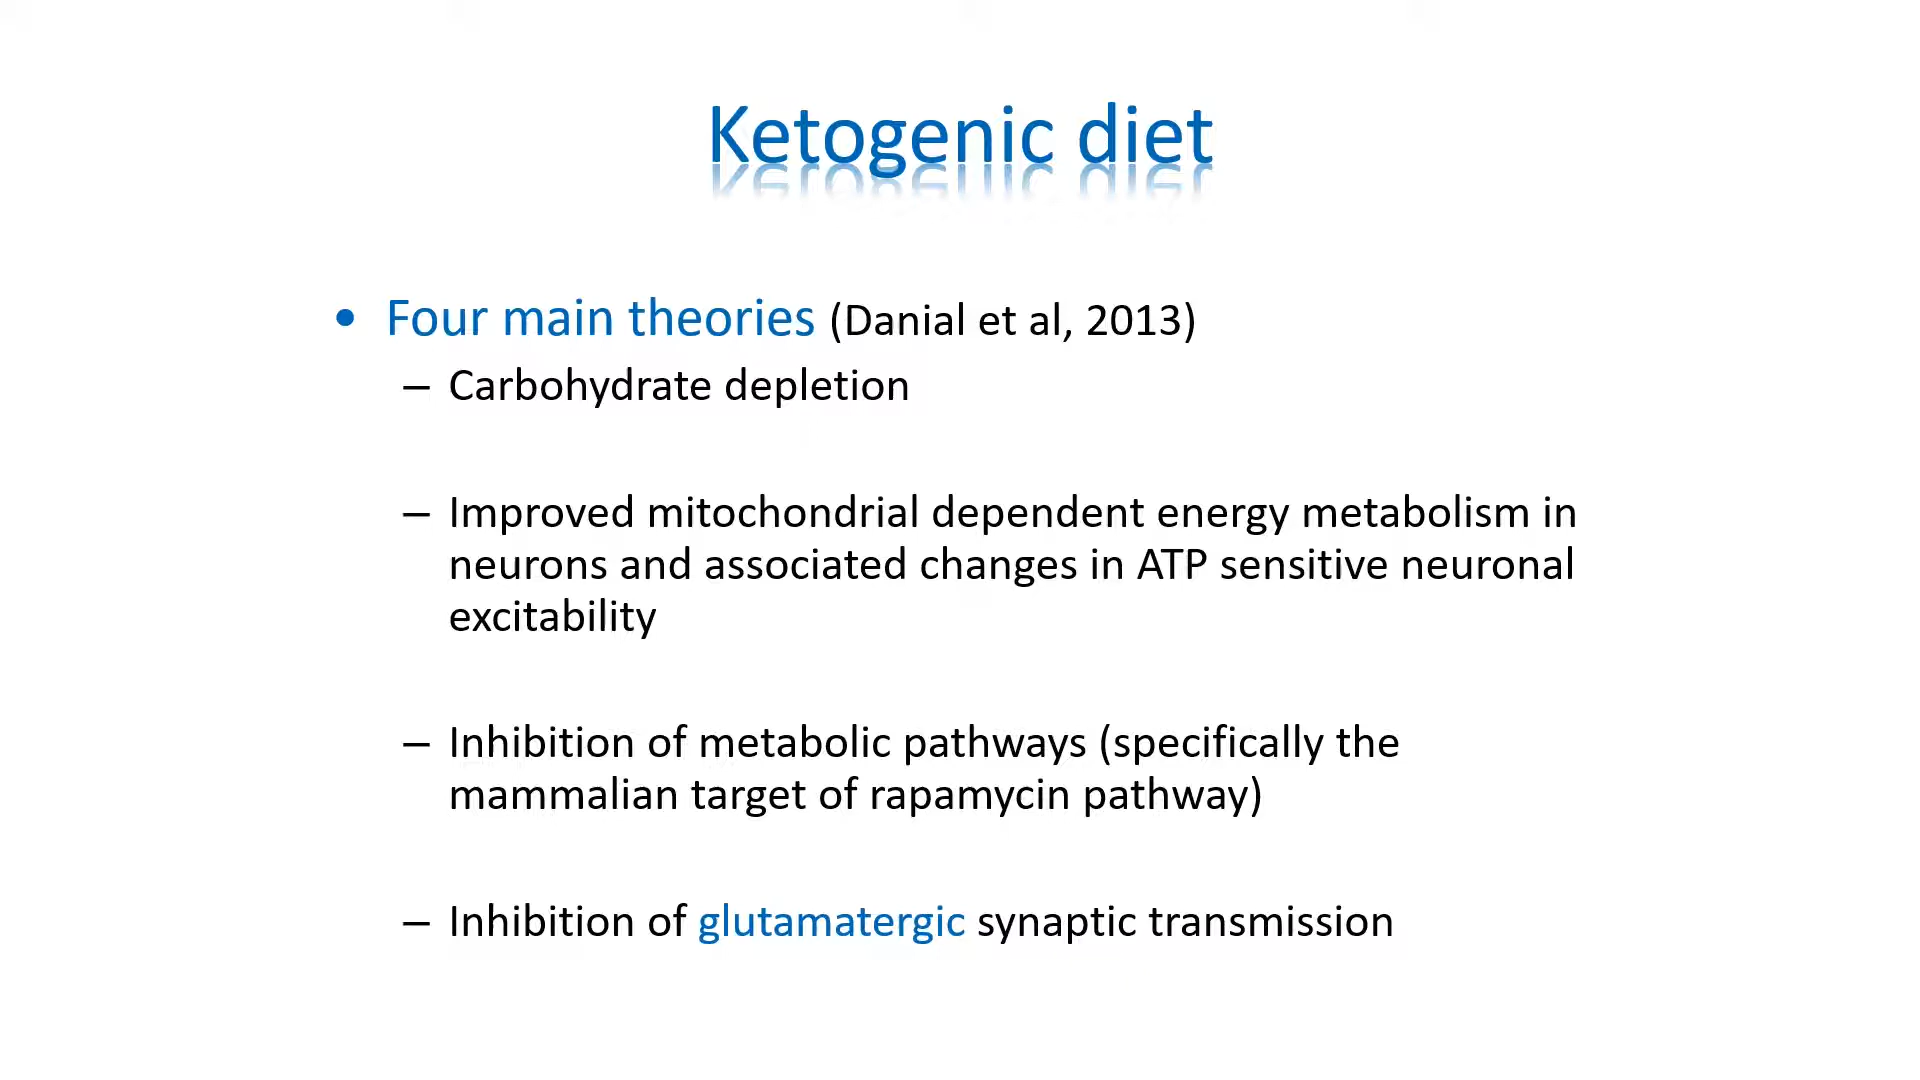 Ketogenic diet
• Four main theories (Danial et al, 2013)
– Carbohydrate depletion
– Improved mitochondrial dependent energy metabolism in
neurons and associated changes in ATP sensitive neuronal
excitability
– Inhibition of metabolic pathways (specifically the
mammalian target of rapamycin pathway)
– Inhibition of glutamatergic synaptic transmission